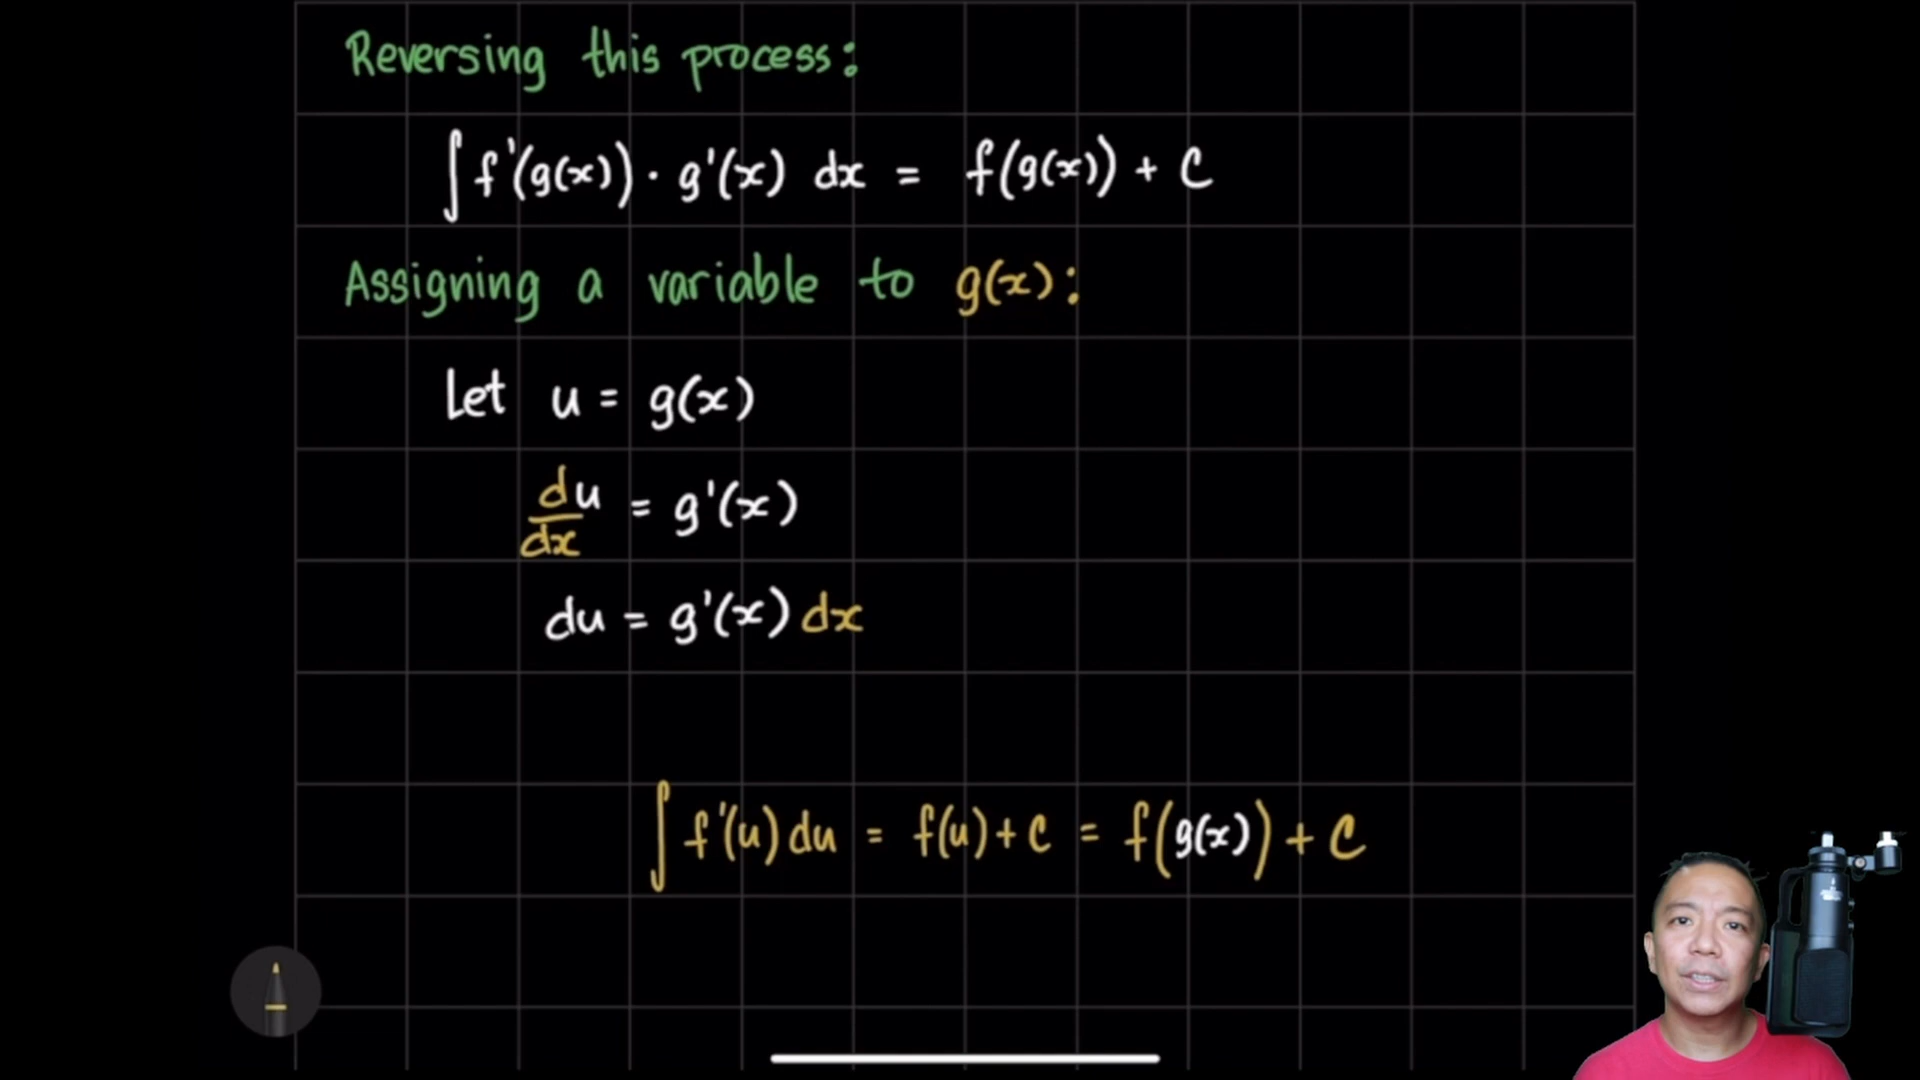 Reversing this process:
∫ f'(g(x)) · g'(x) dx = f(g(x)) + C
Assigning a variable to g(x):
Let u = g(x)
du/dx = g'(x)
du = g'(x) dx
∫ f'(u) du = f(u) + C = f(g(x)) + C